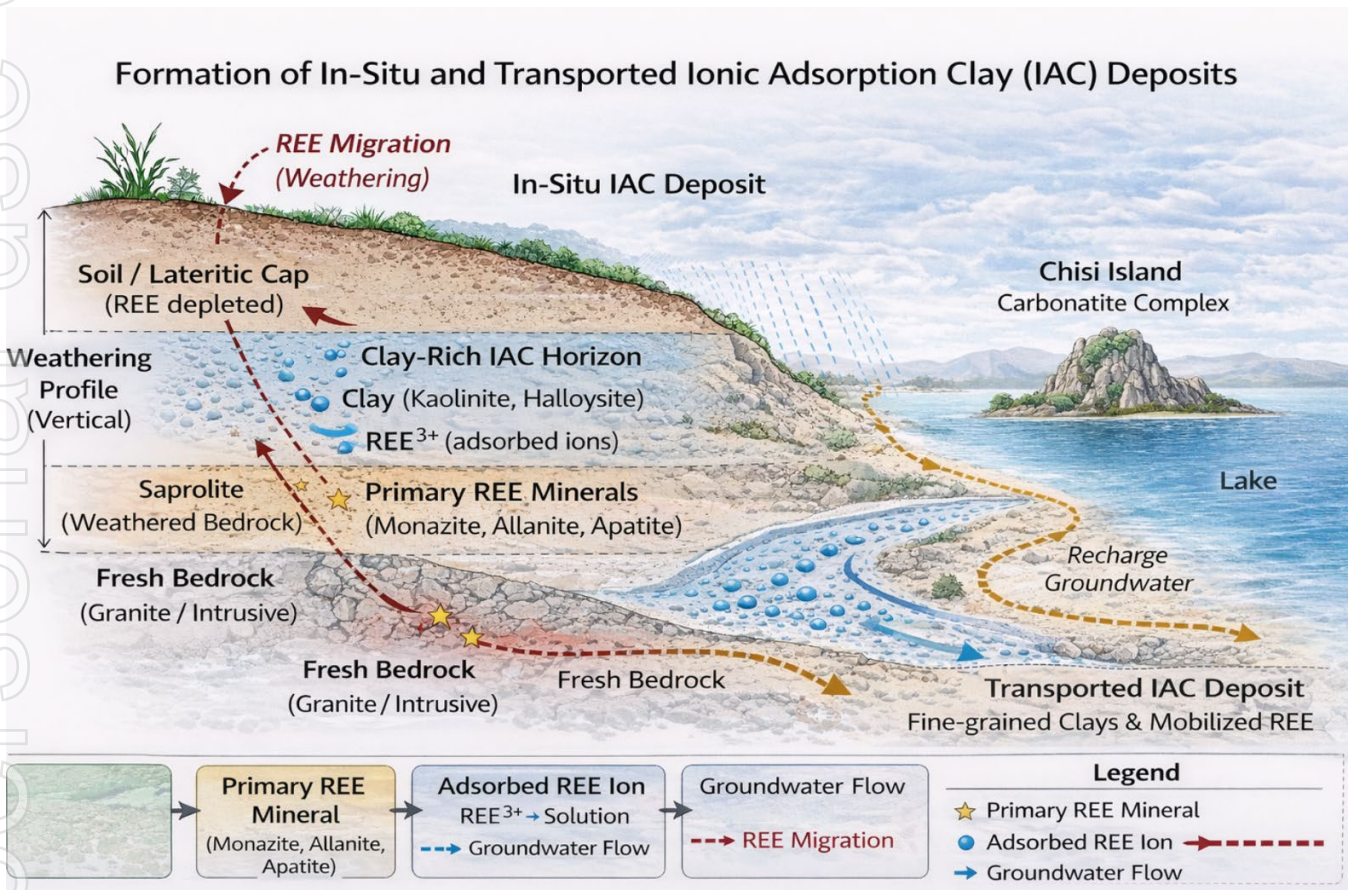 Formation of In-Situ and Transported Ionic Adsorption Clay (IAC) Deposits
REE Migration
(Weathering)
In-Situ IAC Deposit
Soil / Lateritic Cap
(REE depleted)
Chisi Island
Carbonatite Complex
Weathering
Profile
(Vertical)
Clay-Rich IAC Horizon
Clay (Kaolinite, Halloysite)
REE³⁺ (adsorbed ions)
Saprolite
(Weathered Bedrock)
Primary REE Minerals
(Monazite, Allanite, Apatite)
Lake
Recharge
Groundwater
Fresh Bedrock
(Granite / Intrusive)
Fresh Bedrock
(Granite / Intrusive)
Fresh Bedrock
Transported IAC Deposit
Fine-grained Clays & Mobilized REE
Primary REE
Mineral
(Monazite, Allanite,
Apatite)
Adsorbed REE Ion
REE³⁺ → Solution
Groundwater Flow
Groundwater Flow
REE Migration
Legend
Primary REE Mineral
Adsorbed REE Ion
Groundwater Flow